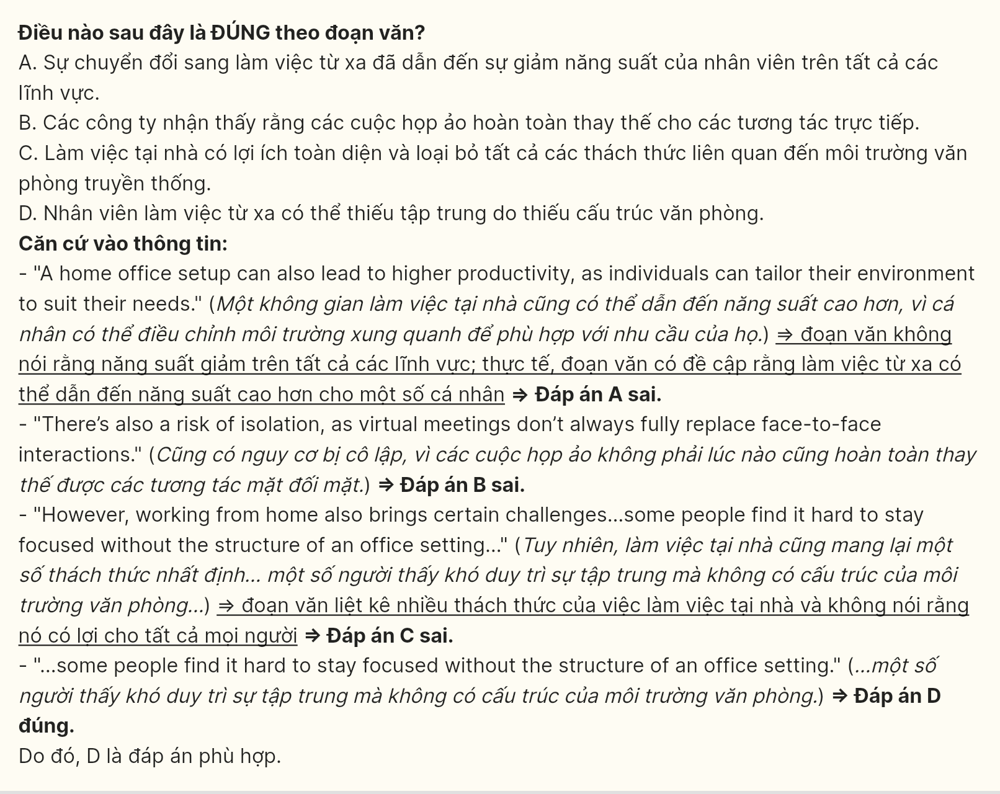 Điều nào sau đây là ĐÚNG theo đoạn văn?
A. Sự chuyển đổi sang làm việc từ xa đã dẫn đến sự giảm năng suất của nhân viên trên tất cả các
lĩnh vực.
B. Các công ty nhận thấy rằng các cuộc họp ảo hoàn toàn thay thế cho các tương tác trực tiếp.
C. Làm việc tại nhà có lợi ích toàn diện và loại bỏ tất cả các thách thức liên quan đến môi trường văn
phòng truyền thống.
D. Nhân viên làm việc từ xa có thể thiếu tập trung do thiếu cấu trúc văn phòng.
Căn cứ vào thông tin:
- "A home office setup can also lead to higher productivity, as individuals can tailor their environment
to suit their needs." (Một không gian làm việc tại nhà cũng có thể dẫn đến năng suất cao hơn, vì cá
nhân có thể điều chỉnh môi trường xung quanh để phù hợp với nhu cầu của họ.) ⇒ đoạn văn không
nói rằng năng suất giảm trên tất cả các lĩnh vực; thực tế, đoạn văn có đề cập rằng làm việc từ xa có
thể dẫn đến năng suất cao hơn cho một số cá nhân ⇒ Đáp án A sai.
- "There’s also a risk of isolation, as virtual meetings don’t always fully replace face-to-face
interactions." (Cũng có nguy cơ bị cô lập, vì các cuộc họp ảo không phải lúc nào cũng hoàn toàn thay
thế được các tương tác mặt đối mặt.) ⇒ Đáp án B sai.
- "However, working from home also brings certain challenges...some people find it hard to stay
focused without the structure of an office setting..." (Tuy nhiên, làm việc tại nhà cũng mang lại một
số thách thức nhất định... một số người thấy khó duy trì sự tập trung mà không có cấu trúc của môi
trường văn phòng...) ⇒ đoạn văn liệt kê nhiều thách thức của việc làm việc tại nhà và không nói rằng
nó có lợi cho tất cả mọi người ⇒ Đáp án C sai.
- "...some people find it hard to stay focused without the structure of an office setting." (...một số
người thấy khó duy trì sự tập trung mà không có cấu trúc của môi trường văn phòng.) ⇒ Đáp án D
đúng.
Do đó, D là đáp án phù hợp.